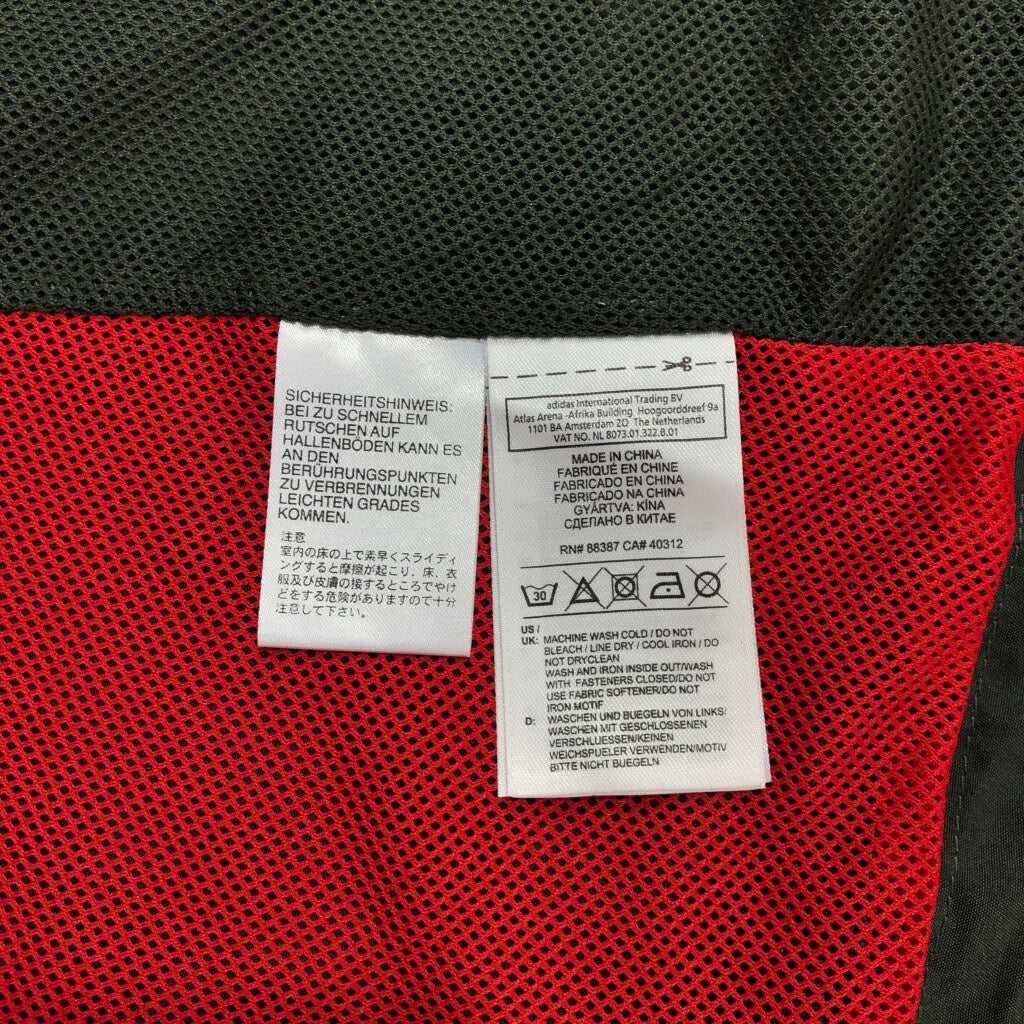 SICHERHEITSHINWEIS:
BEI ZU SCHNELLEM
RUTSCHEN AUF
HALLENBÖDEN KANN ES
AN DEN
BERÜHRUNGSPUNKTEN
ZU VERBRENNUNGEN
LEICHTEN GRADES
KOMMEN.
注意
室内の床の上で素早くスライディ
ングすると摩擦が起こり、床、衣
服及び皮膚の接するところでやけ
どをする危険がありますので十分
注意して下さい。
adidas International Trading BV
Atlas Arena -Afrika Building Hoogoorddreef 9a
1101 BA Amsterdam ZO The Netherlands
VAT NO. NL 8073.01.322.B.01
MADE IN CHINA
FABRIQUÉ EN CHINE
FABRICADO EN CHINA
FABRICADO NA CHINA
GYÁRTVA: KÍNA
СДЕЛАНО В КИТАЕ
RN# 88387 CA# 40312
30
US /
UK: MACHINE WASH COLD / DO NOT
BLEACH / LINE DRY / COOL IRON / DO
NOT DRYCLEAN
WASH AND IRON INSIDE OUT/WASH
WITH FASTENERS CLOSED/DO NOT
USE FABRIC SOFTENER/DO NOT
IRON MOTIF
D: WASCHEN UND BUEGELN VON LINKS/
WASCHEN MIT GESCHLOSSENEN
VERSCHLUESSEN/KEINEN
WEICHSPUELER VERWENDEN/MOTIV
BITTE NICHT BUEGELN